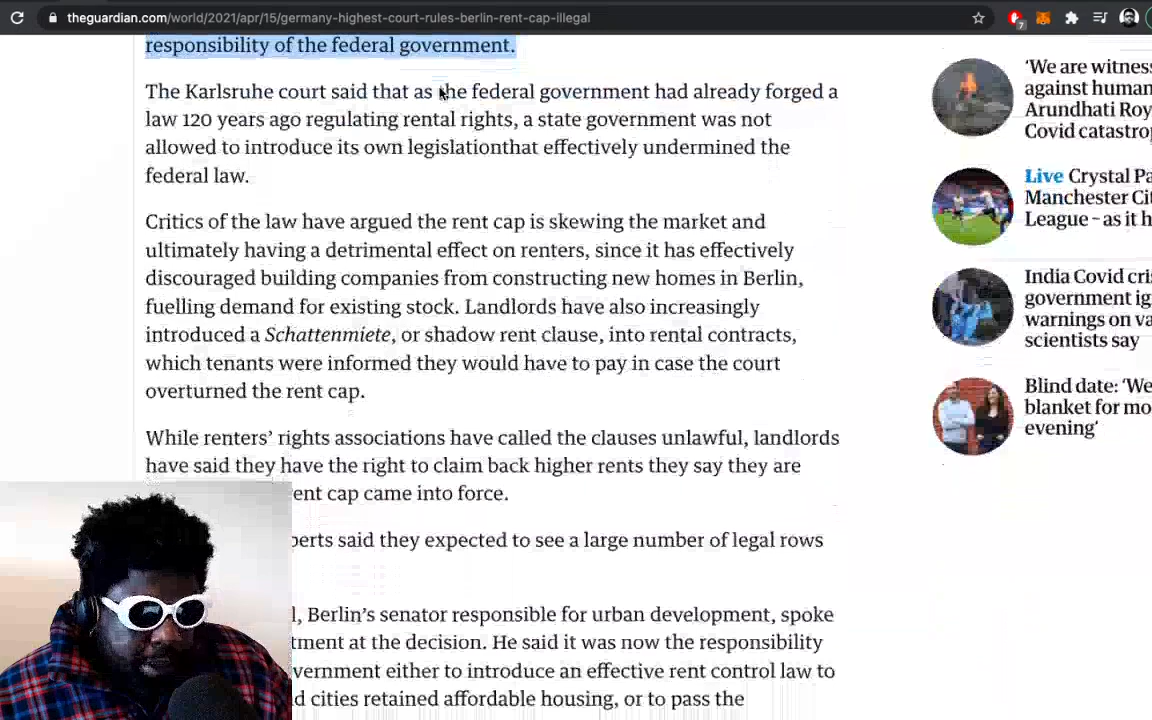 theguardian.com/world/2021/apr/15/germany-highest-court-rules-berlin-rent-cap-illegal
7
responsibility of the federal government.
The Karlsruhe court said that as the federal government had already forged a
law 120 years ago regulating rental rights, a state government was not
allowed to introduce its own legislationthat effectively undermined the
federal law.
Critics of the law have argued the rent cap is skewing the market and
ultimately having a detrimental effect on renters, since it has effectively
discouraged building companies from constructing new homes in Berlin,
fuelling demand for existing stock. Landlords have also increasingly
introduced a Schattenmiete, or shadow rent clause, into rental contracts,
which tenants were informed they would have to pay in case the court
overturned the rent cap.
While renters’ rights associations have called the clauses unlawful, landlords
have said they have the right to claim back higher rents they say they are
ent cap came into force.
perts said they expected to see a large number of legal rows
l, Berlin’s senator responsible for urban development, spoke
tment at the decision. He said it was now the responsibility
vernment either to introduce an effective rent control law to
d cities retained affordable housing, or to pass the
‘We are witness
against human
Arundhati Roy
Covid catastrop
Live Crystal Pa
Manchester Cit
League – as it h
India Covid cri
government ig
warnings on va
scientists say
Blind date: ‘We
blanket for mo
evening’